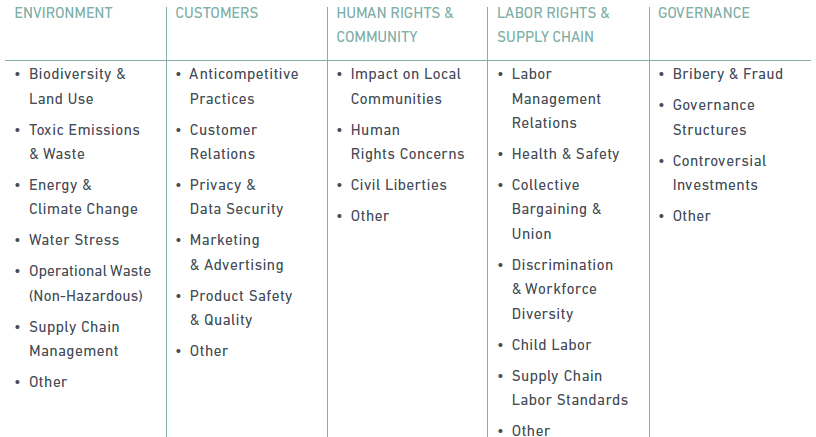 ENVIRONMENT
• Biodiversity &
Land Use
• Toxic Emissions
& Waste
• Energy &
Climate Change
• Water Stress
• Operational Waste
(Non-Hazardous)
• Supply Chain
Management
• Other
CUSTOMERS
• Anticompetitive
Practices
• Customer
Relations
• Privacy &
Data Security
• Marketing
& Advertising
• Product Safety
& Quality
• Other
HUMAN RIGHTS &
COMMUNITY
• Impact on Local
Communities
• Human
Rights Concerns
• Civil Liberties
• Other
LABOR RIGHTS &
SUPPLY CHAIN
• Labor
Management
Relations
• Health & Safety
• Collective
Bargaining &
Union
• Discrimination
& Workforce
Diversity
• Child Labor
• Supply Chain
Labor Standards
• Other
GOVERNANCE
• Bribery & Fraud
• Governance
Structures
• Controversial
Investments
• Other